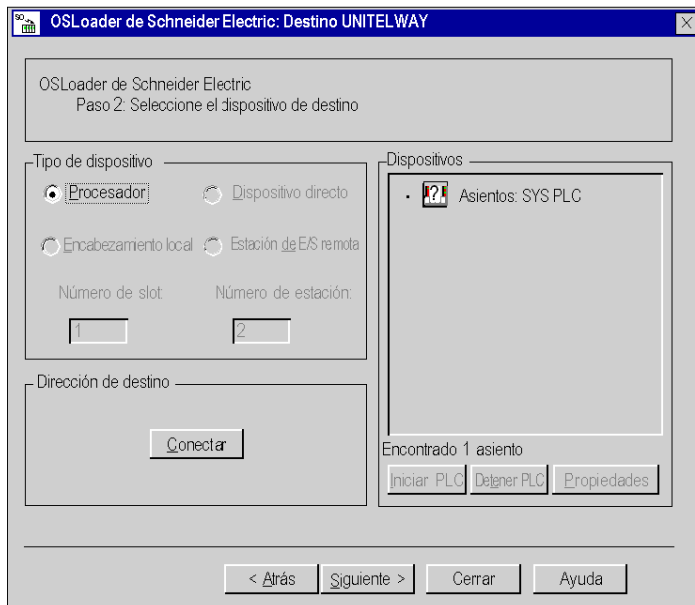 SO
OSLoader de Schneider Electric: Destino UNITELWAY
OSLoader de Schneider Electric
Paso 2: Seleccione el dispositivo de destino
Tipo de dispositivo
Procesador
Dispositivo directo
Encabezamiento local
Estación de E/S remota
Número de slot:
Número de estación:
1
2
Dirección de destino
Conectar
Dispositivos
Asientos: SYS PLC
Encontrado 1 asiento
Iniciar PLC
Detener PLC
Propiedades
< Atrás
Siguiente >
Cerrar
Ayuda